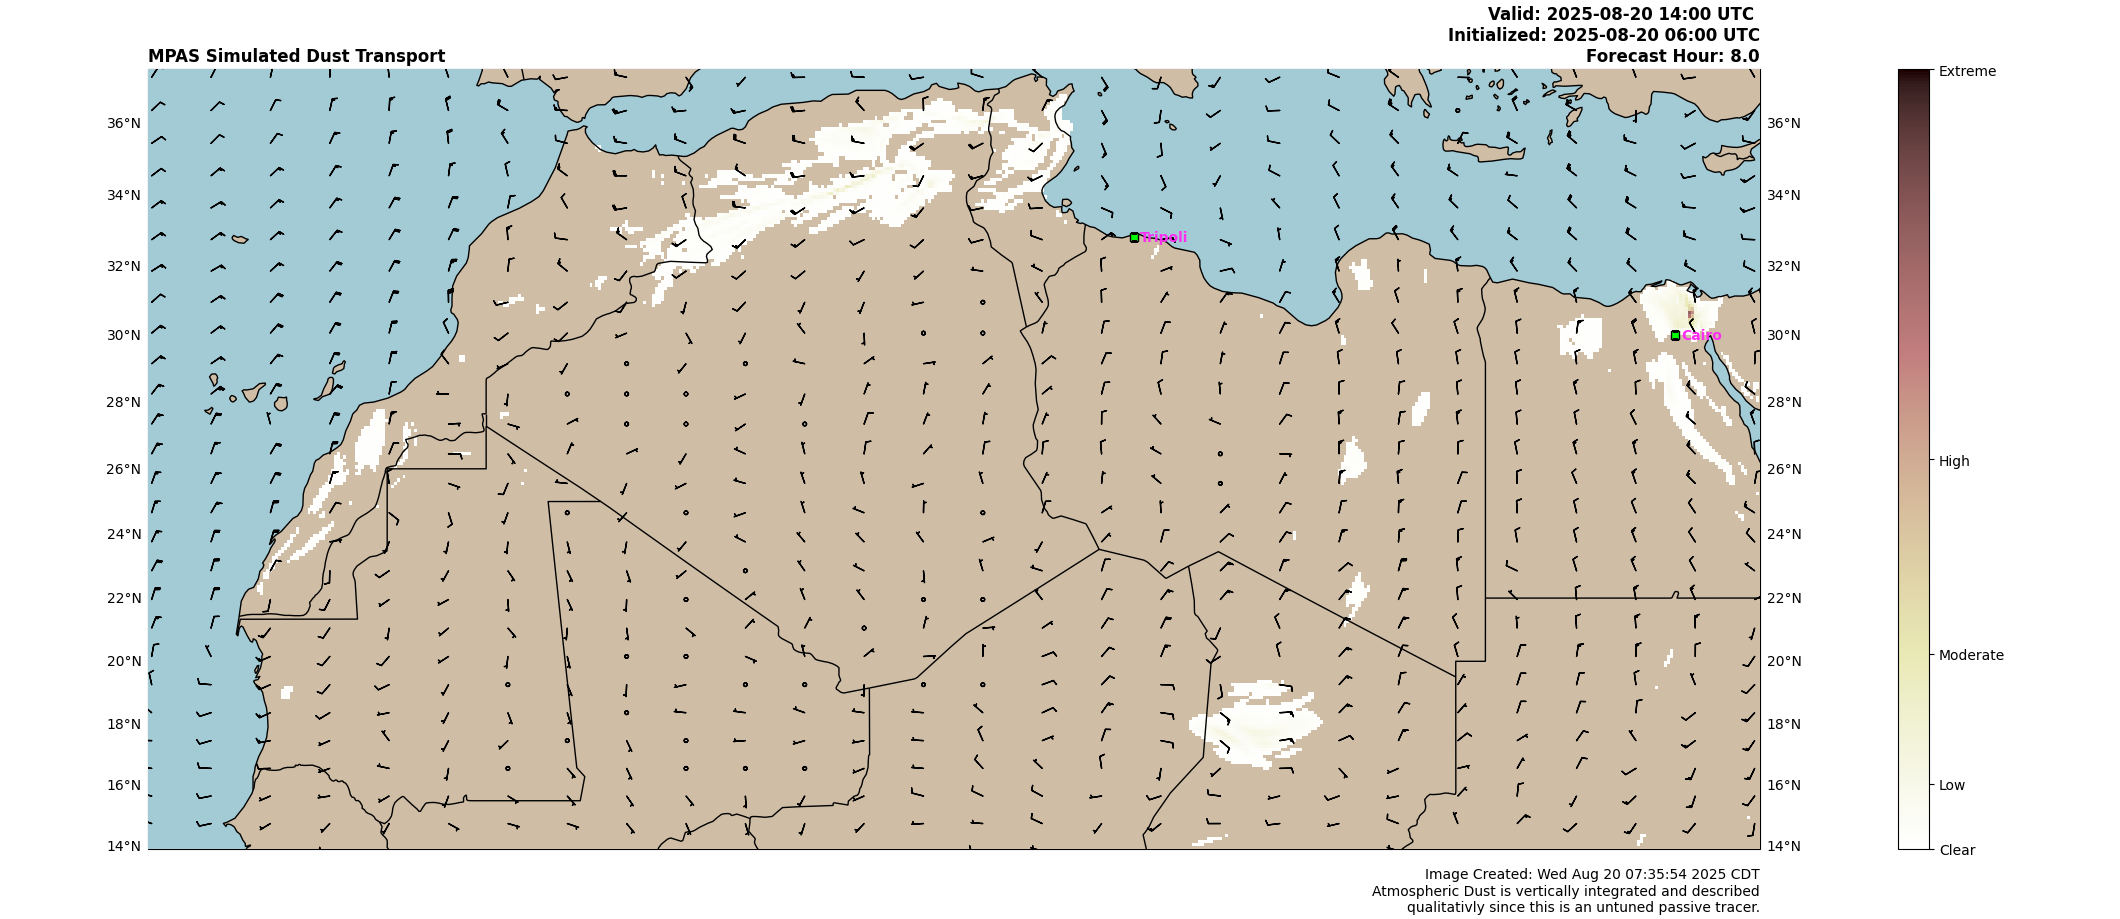 Valid: 2025-08-20 14:00 UTC
Initialized: 2025-08-20 06:00 UTC
MPAS Simulated Dust Transport
Forecast Hour: 8.0
Extreme
36°N
36°N
34°N
34°N
Tripoli
32°N
32°N
30°N
Cairo
30°N
28°N
28°N
26°N
26°N
High
24°N
24°N
22°N
22°N
20°N
20°N
Moderate
18°N
18°N
16°N
16°N
Low
14°N
14°N
Clear
Image Created: Wed Aug 20 07:35:54 2025 CDT
Atmospheric Dust is vertically integrated and described
qualitativly since this is an untuned passive tracer.